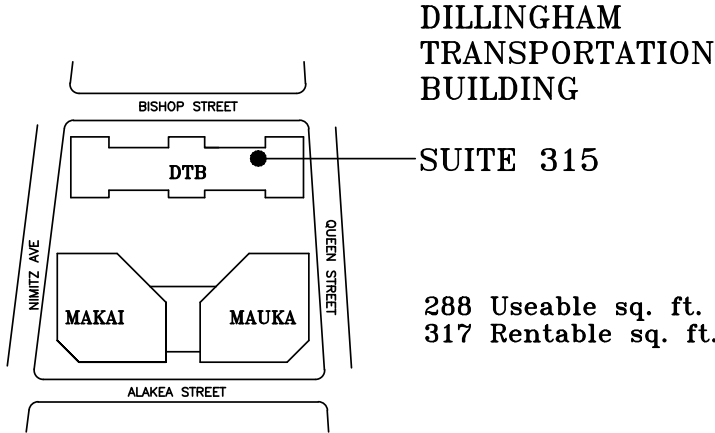 DILLINGHAM
TRANSPORTATION
BUILDING
BISHOP STREET
DTB
SUITE 315
NIMITZ AVE
QUEEN STREET
MAKAI
MAUKA
288 Useable sq. ft.
317 Rentable sq. ft.
ALAKEA STREET